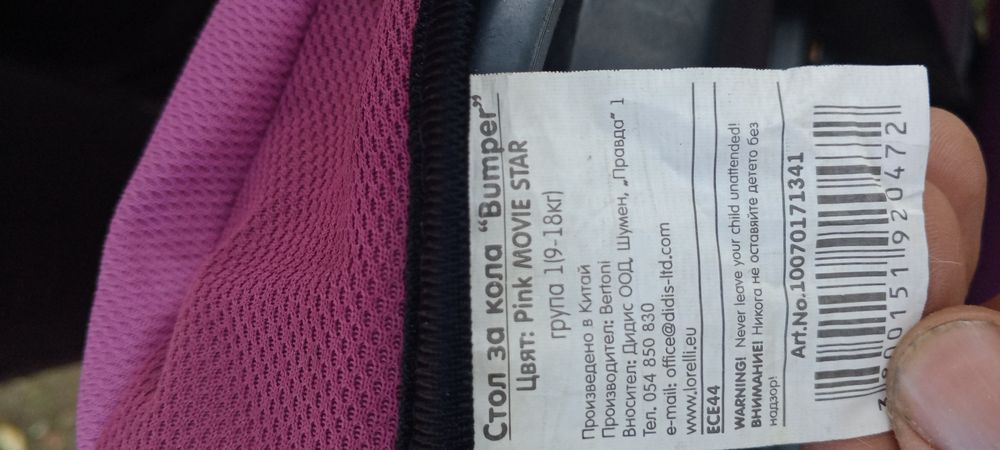 Стол за кола "Bumper"
Цвят: Pink MOVIE STAR
група 1(9-18кг)
Произведено в Китай
Производител: Bertoni
Вносител: Дидис ООД, Шумен, „Правда" 1
Тел. 054 850 830
e-mail: office@didis-ltd.com
www.lorelli.eu
ECE44
WARNING! Never leave your child unattended!
ВНИМАНИЕ! Никога не оставяйте детето без
надзор!
Art.No.10070171341
3800151920472